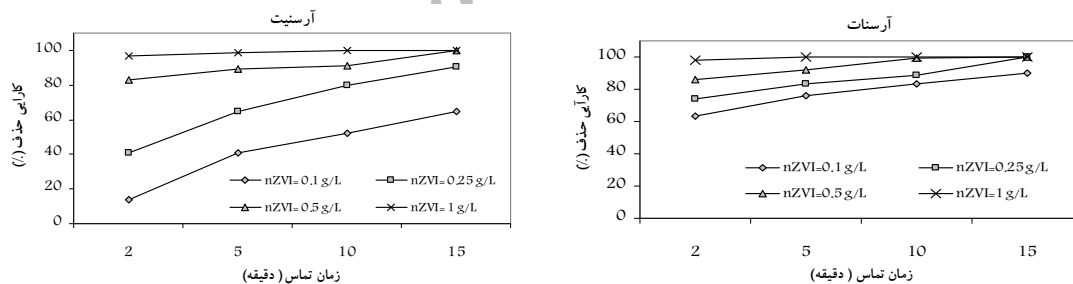 آرسنیت
کارایی حذف (٪)
100
80
60
40
20
0
nZVI= 0.1 g/L
nZVI= 0.25 g/L
nZVI= 0.5 g/L
nZVI= 1 g/L
2 5 10 15
زمان تماس ( دقیقه)
آرسنات
کارآیی حذف (٪)
100
80
60
40
20
0
nZVI=0.1 g/L
nZVI=0.25 g/L
nZVI=0.5 g/L
nZVI=1 g/L
2 5 10 15
زمان تماس ( دقیقه)